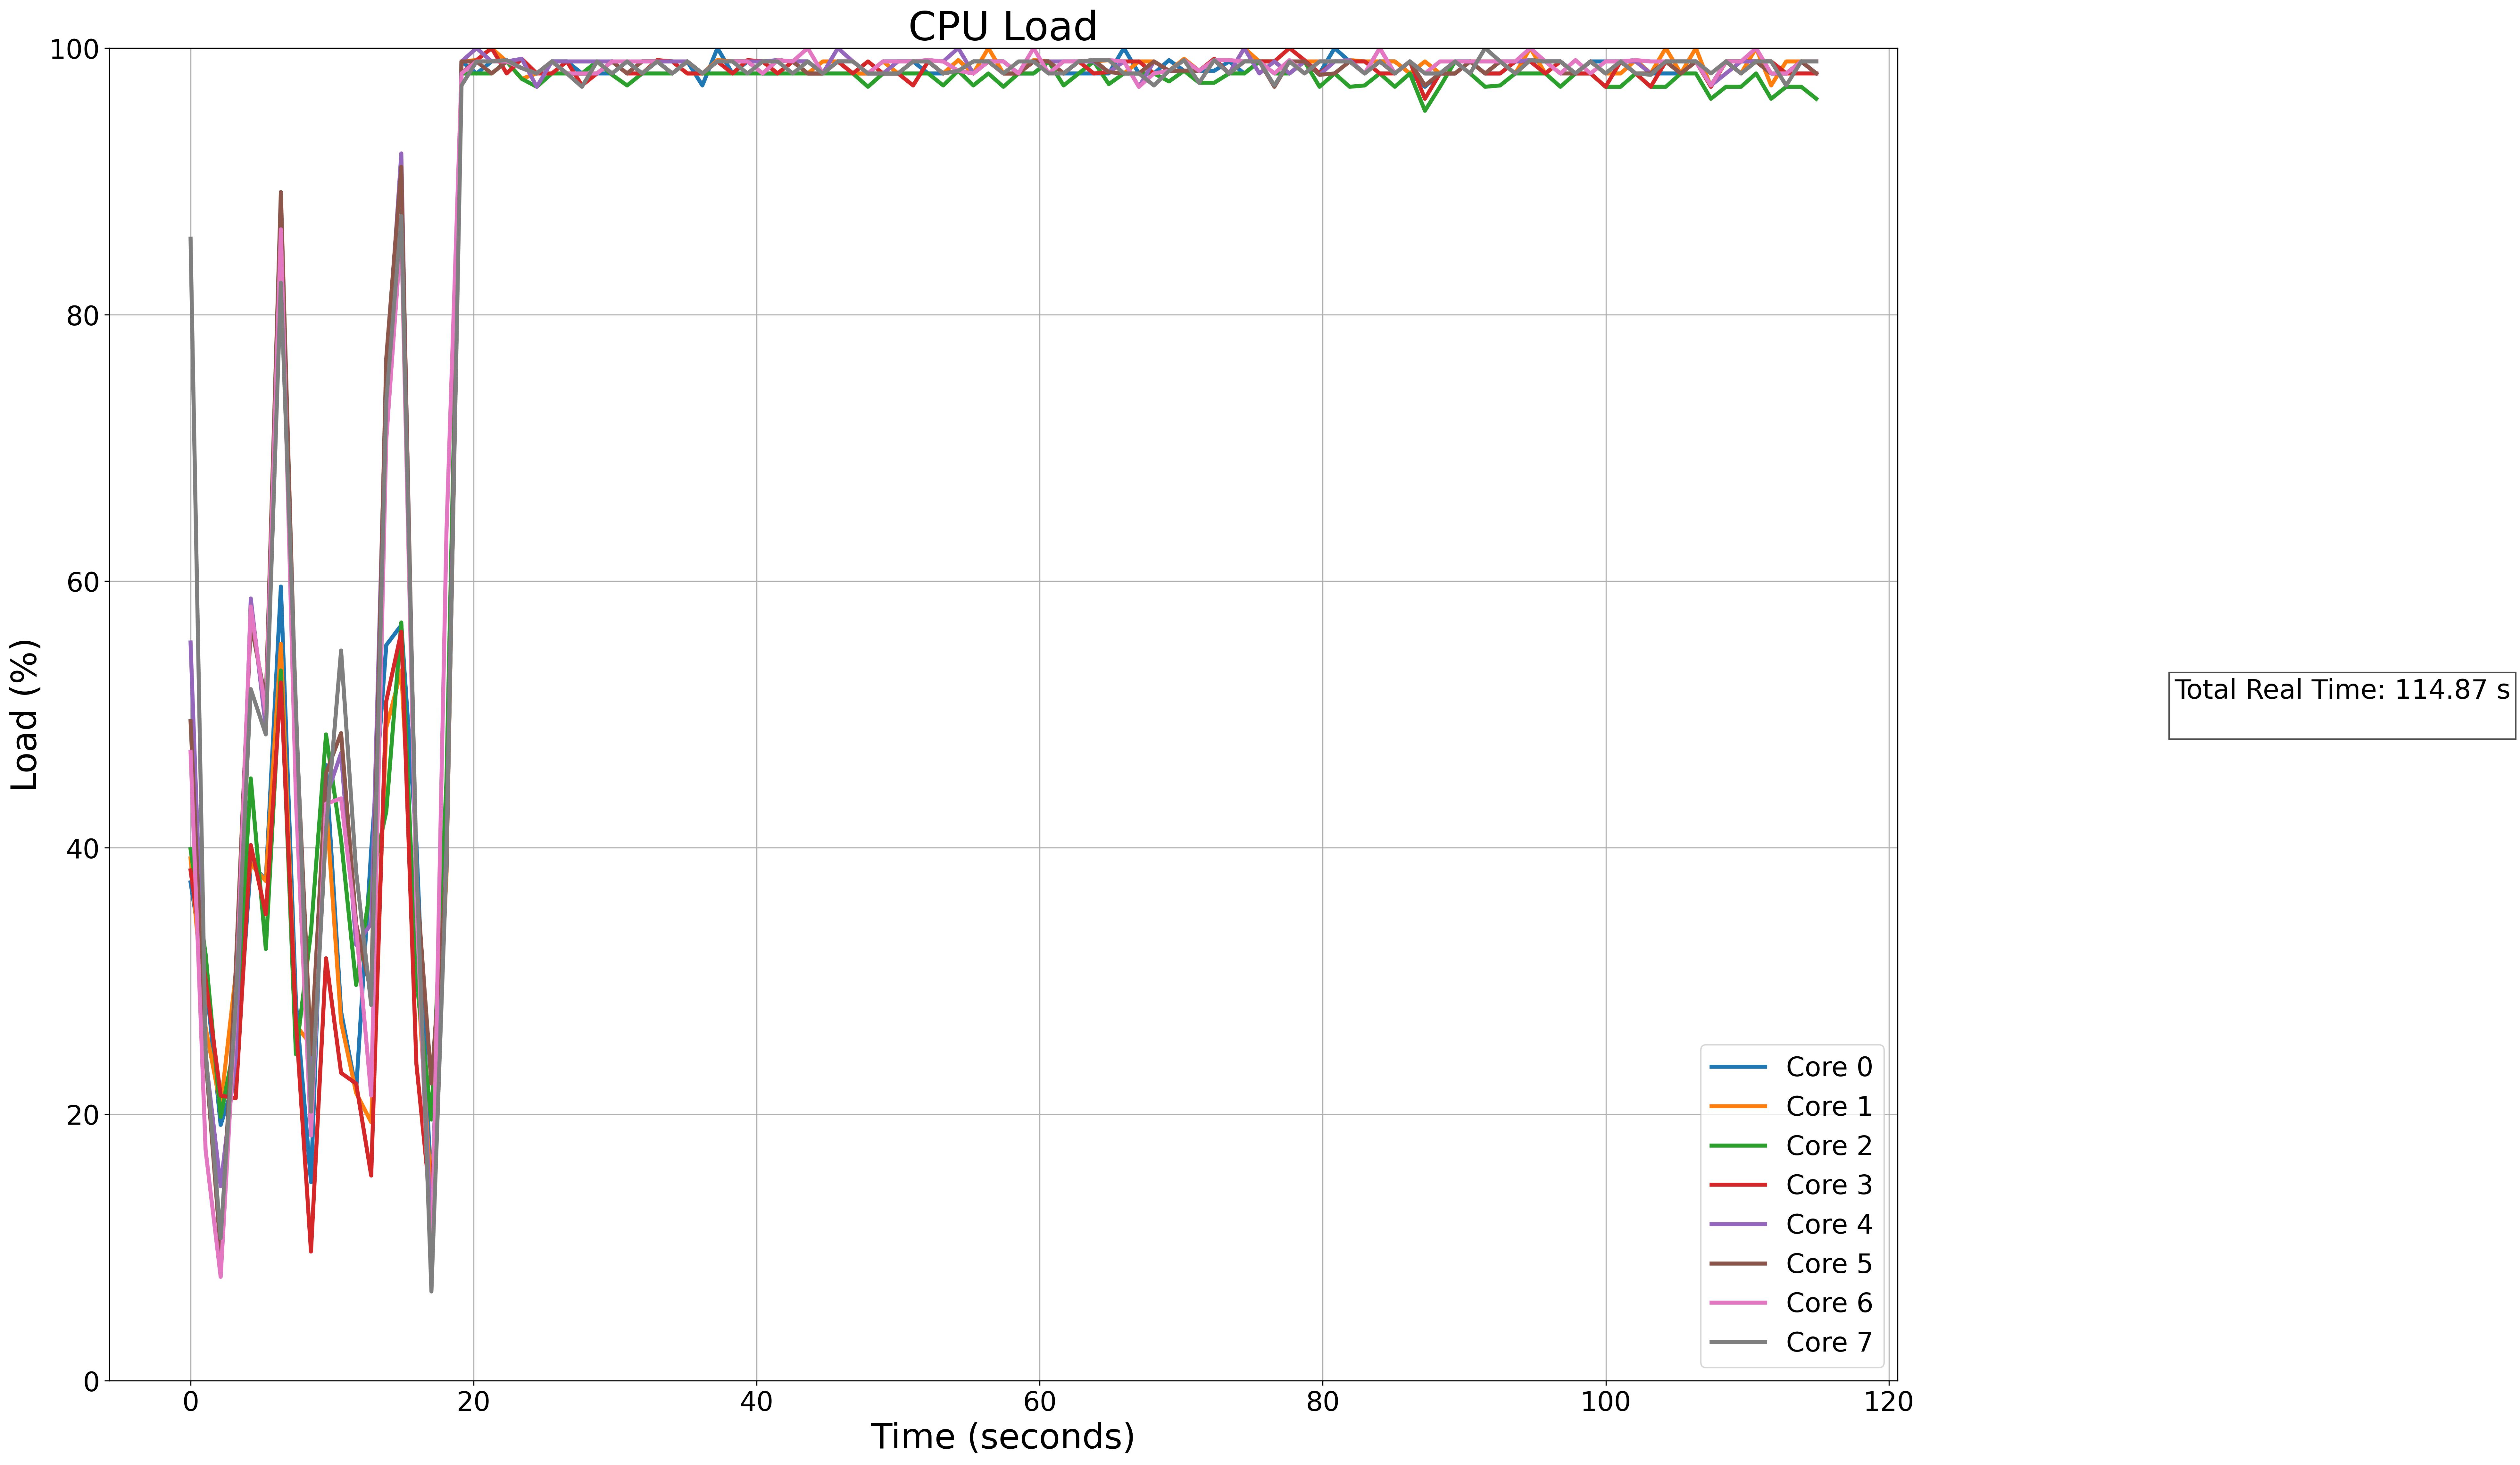 CPU Load
100
80
60
40
20
0
Load (%)
0 20 40 60 80 100 120
Time (seconds)
Core 0
Core 1
Core 2
Core 3
Core 4
Core 5
Core 6
Core 7
Total Real Time: 114.87 s